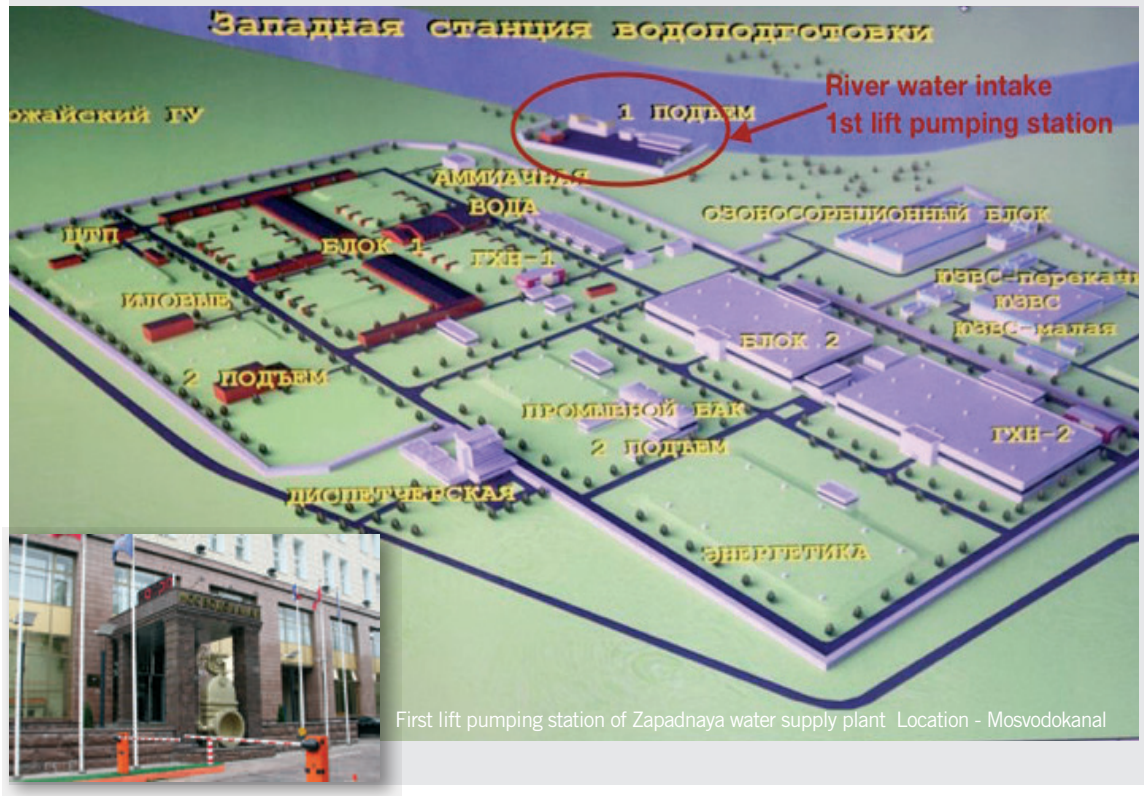 Западная станция водоподготовки
River water intake
1st lift pumping station
ожайский ГУ
1 ПОДЪЕМ
АММИАЧНАЯ
ВОДА
ОЗОНОСОРБЦИОННЫЙ БЛОК
ЦТП
БЛОК 1
ГХН-1
ЮЗВС-перекач
ЮЗВС
ЮЗВС-малая
ИЛОВЫЕ
БЛОК 2
2 ПОДЪЕМ
ПРОМЫВНОЙ БАК
2 ПОДЪЕМ
ГХН-2
ДИСПЕТЧЕРСКАЯ
ЭНЕРГЕТИКА
First lift pumping station of Zapadnaya water supply plant Location - Mosvodokanal